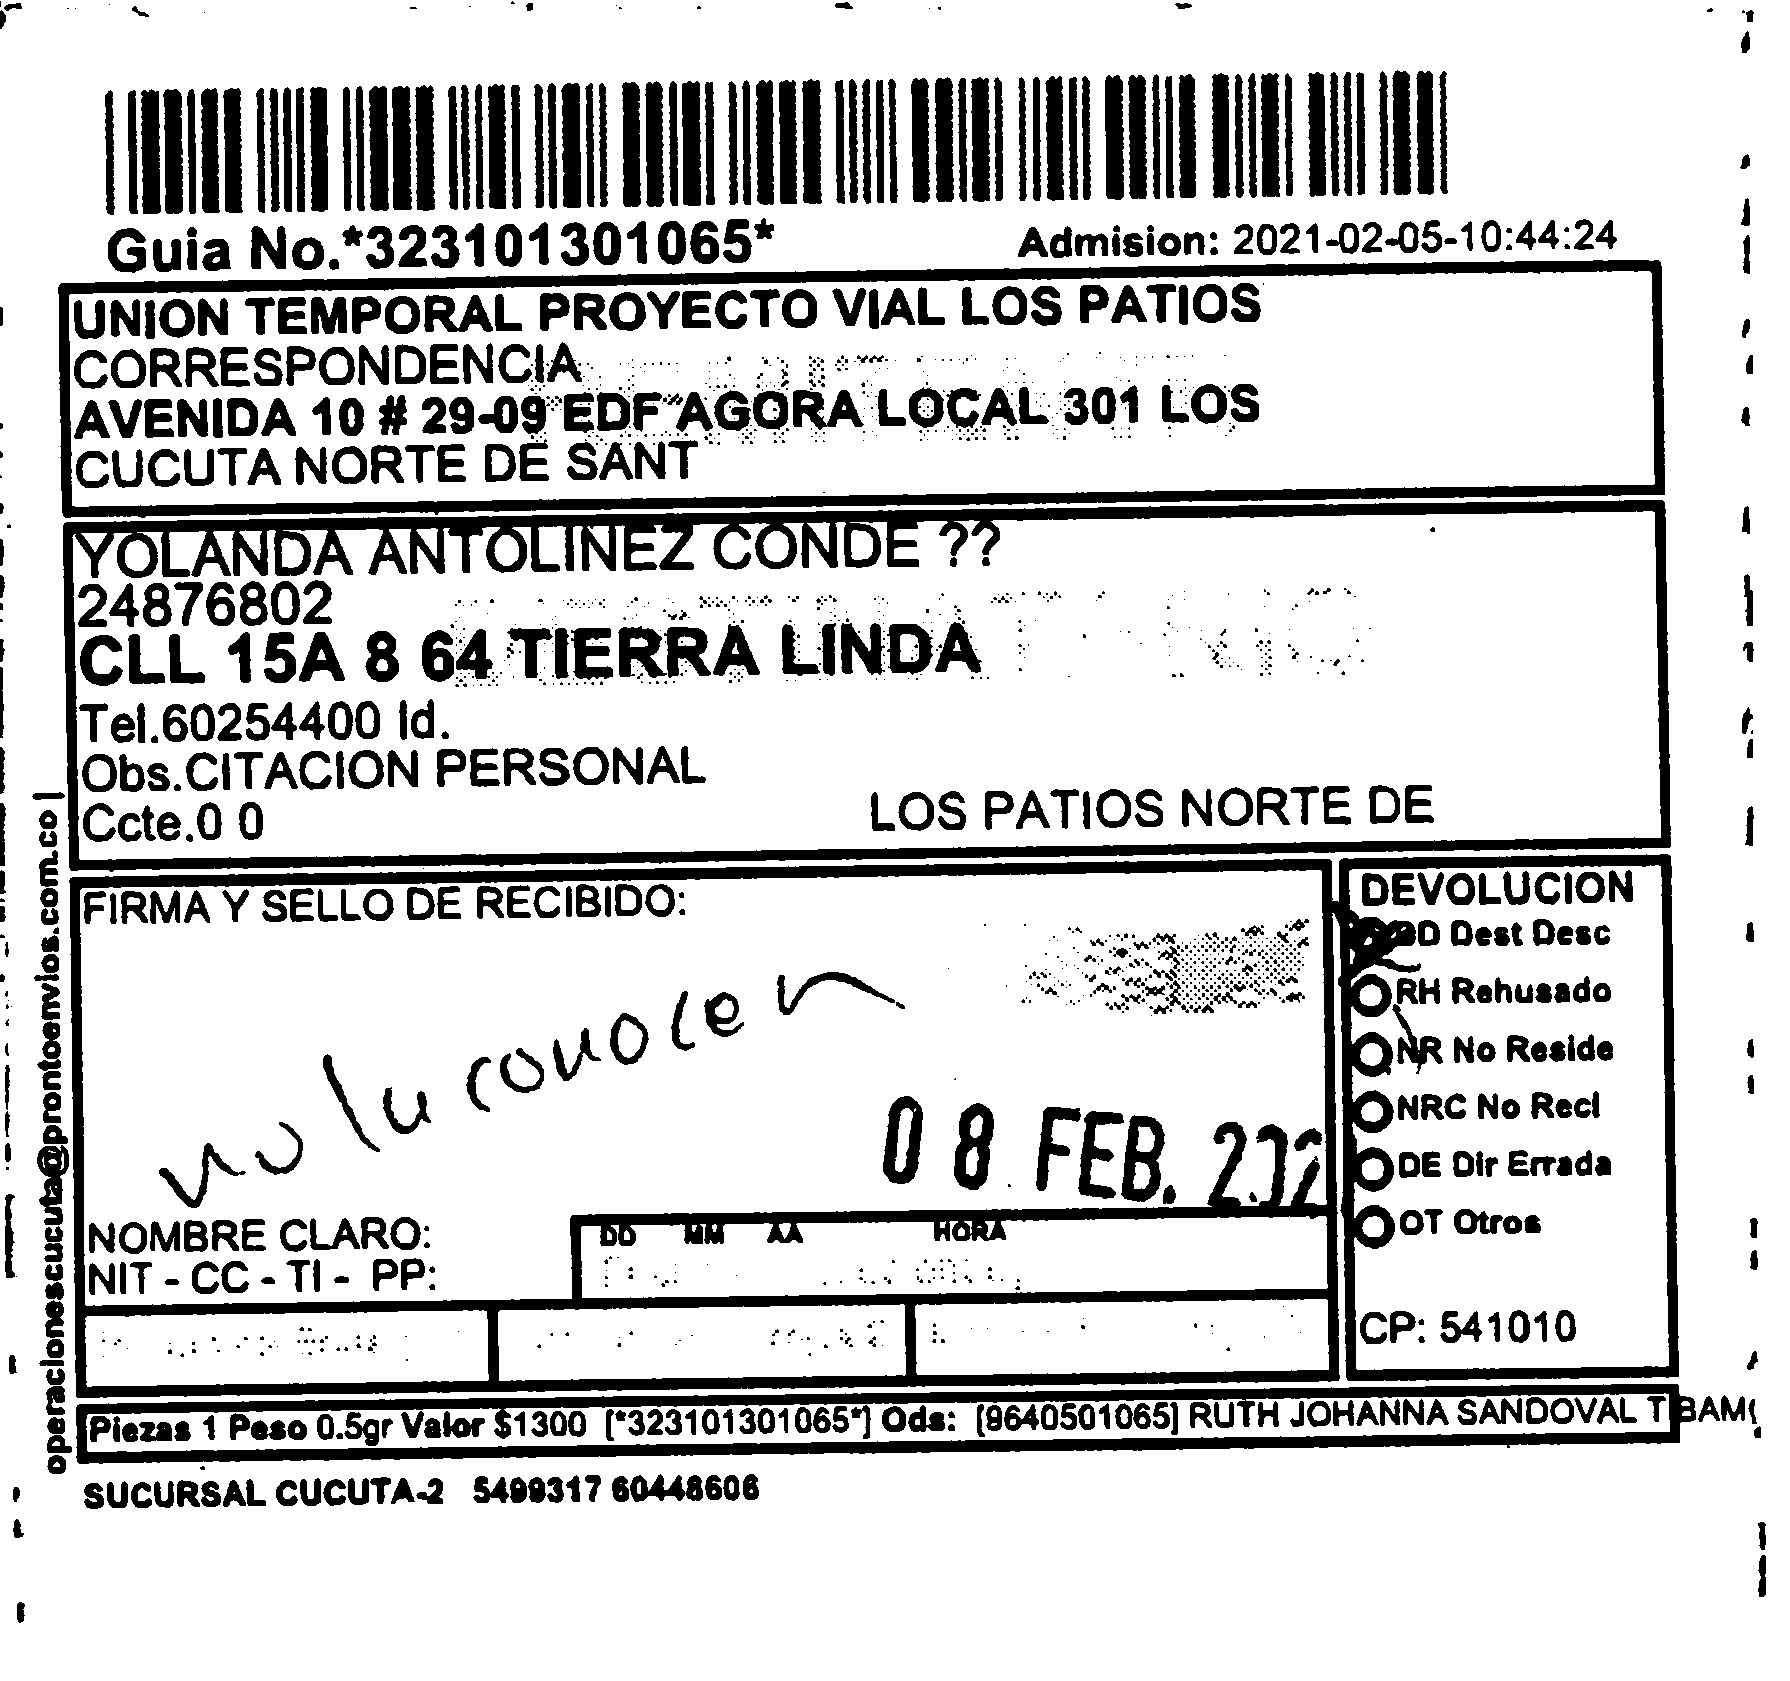 Guia No.*323101301065*
Admision: 2021-02-05-10:44:24
UNION TEMPORAL PROYECTO VIAL LOS PATIOS
CORRESPONDENCIA
AVENIDA 10 # 29-09 EDF AGORA LOCAL 301 LOS
CUCUTA NORTE DE SANT
YOLANDA ANTOLINEZ CONDE ??
24876802
CLL 15A 8 64 TIERRA LINDA
Tel.60254400 Id.
Obs.CITACION PERSONAL
Ccte.0 0
LOS PATIOS NORTE DE
FIRMA Y SELLO DE RECIBIDO:
no la conocen
08 FEB. 202
NOMBRE CLARO:
NIT - CC - TI - PP:
DD MM AA HORA
DEVOLUCION
Dest Desc
RH Rehusado
NR No Reside
NRC No Recl
DE Dir Errada
OT Otros
CP: 541010
Piezas 1 Peso 0.5gr Valor $1300 [*323101301065*] Ods: [9640501065] RUTH JOHANNA SANDOVAL TIBAM
SUCURSAL CUCUTA-2 5499317 60448606
operacionescucuta@prontoenvios.com.co |